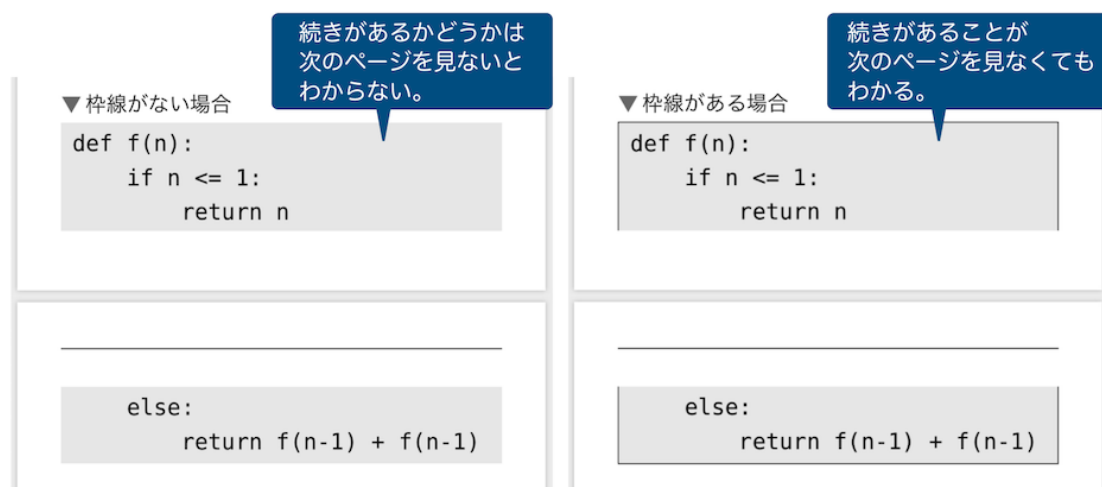 続きがあるかどうかは
次のページを見ないと
わからない。
▼枠線がない場合
def f(n):
    if n <= 1:
        return n
    else:
        return f(n-1) + f(n-1)
続きがあることが
次のページを見なくても
わかる。
▼枠線がある場合
def f(n):
    if n <= 1:
        return n
    else:
        return f(n-1) + f(n-1)